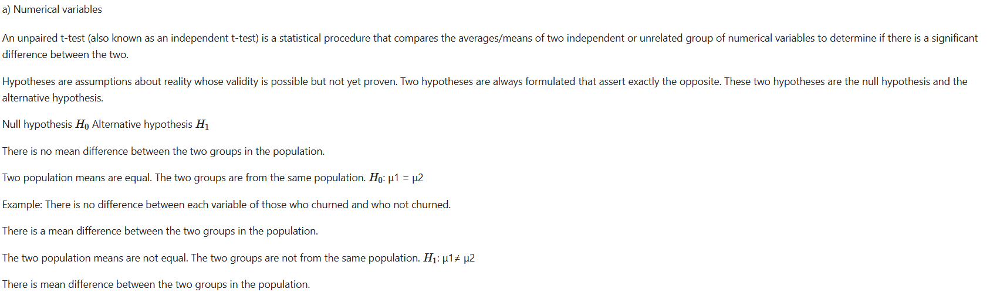 a) Numerical variables
An unpaired t-test (also known as an independent t-test) is a statistical procedure that compares the averages/means of two independent or unrelated group of numerical variables to determine if there is a significant
difference between the two.
Hypotheses are assumptions about reality whose validity is possible but not yet proven. Two hypotheses are always formulated that assert exactly the opposite. These two hypotheses are the null hypothesis and the
alternative hypothesis.
Null hypothesis H₀ Alternative hypothesis H₁
There is no mean difference between the two groups in the population.
Two population means are equal. The two groups are from the same population. H₀: μ1 = μ2
Example: There is no difference between each variable of those who churned and who not churned.
There is a mean difference between the two groups in the population.
The two population means are not equal. The two groups are not from the same population. H₁: μ1≠ μ2
There is mean difference between the two groups in the population.